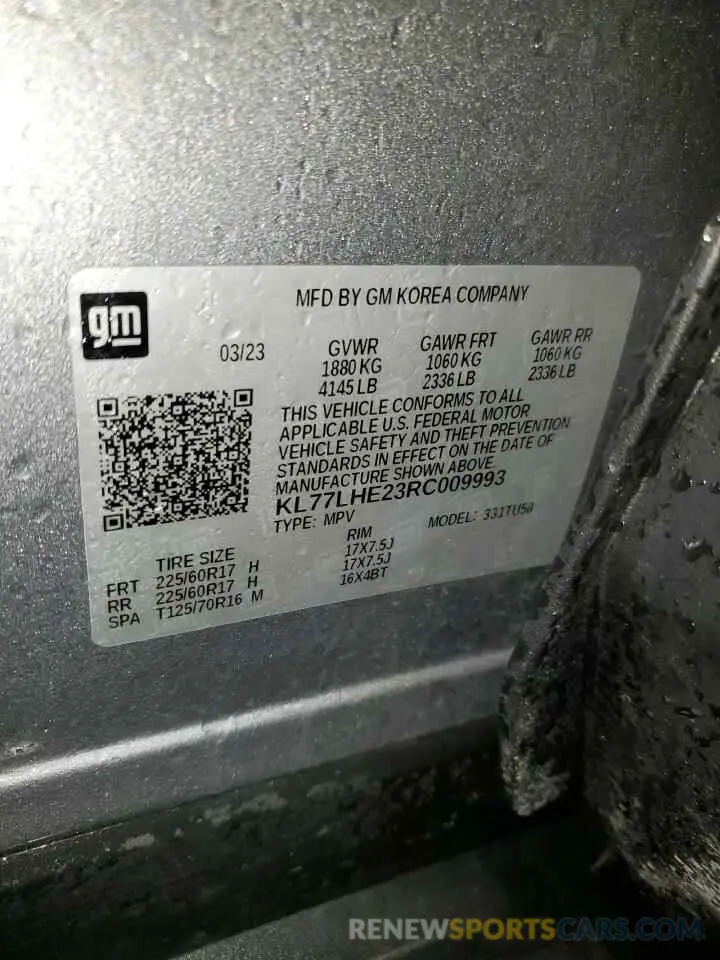 gm
MFD BY GM KOREA COMPANY
03/23
GVWR GAWR FRT GAWR RR
1880 KG 1060 KG 1060 KG
4145 LB 2336 LB 2336 LB
THIS VEHICLE CONFORMS TO ALL
APPLICABLE U.S. FEDERAL MOTOR
VEHICLE SAFETY AND THEFT PREVENTION
STANDARDS IN EFFECT ON THE DATE OF
MANUFACTURE SHOWN ABOVE
KL77LHE23RC009993
TYPE: MPV MODEL: 331TU58
TIRE SIZE RIM
FRT 225/60R17 H 17X7.5J
RR 225/60R17 H 17X7.5J
SPA T125/70R16 M 16X4BT
RENEWSPORTSCARS.COM